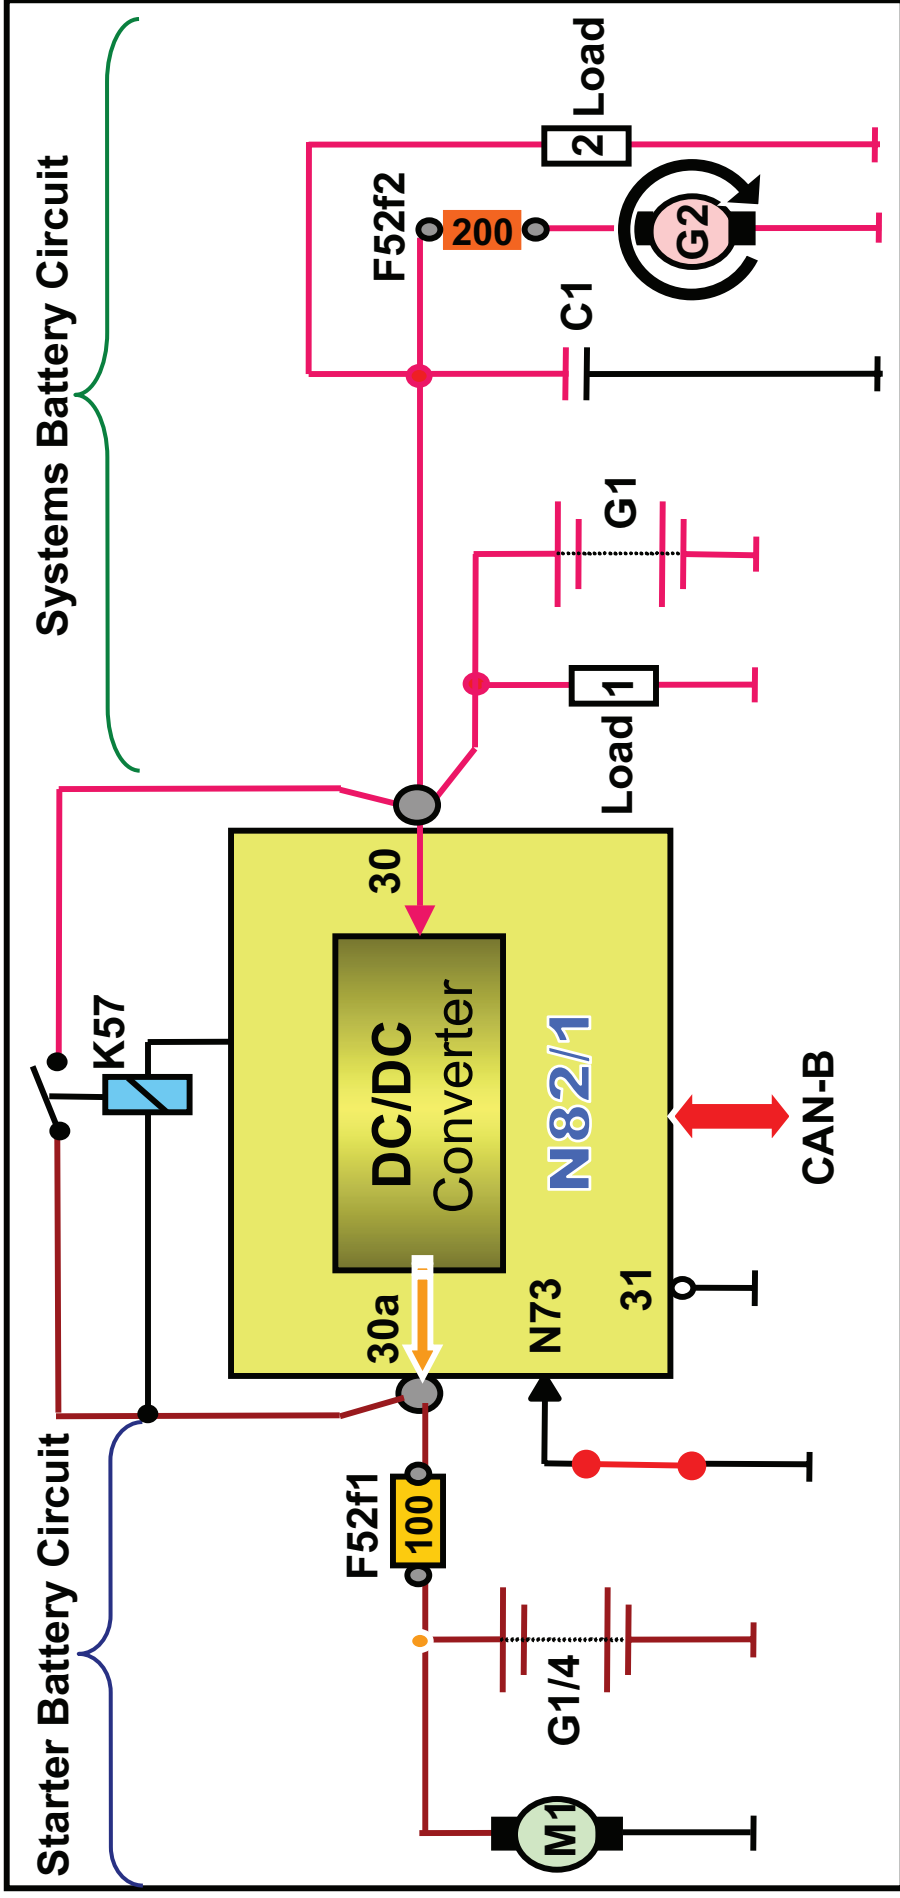 Starter Battery Circuit
Systems Battery Circuit
K57
F52f1
100
30a
30
DC/DC
Converter
F52f2
200
N82/1
N73
31
M1
G1/4
CAN-B
Load
1
G1
C1
G2
2
Load